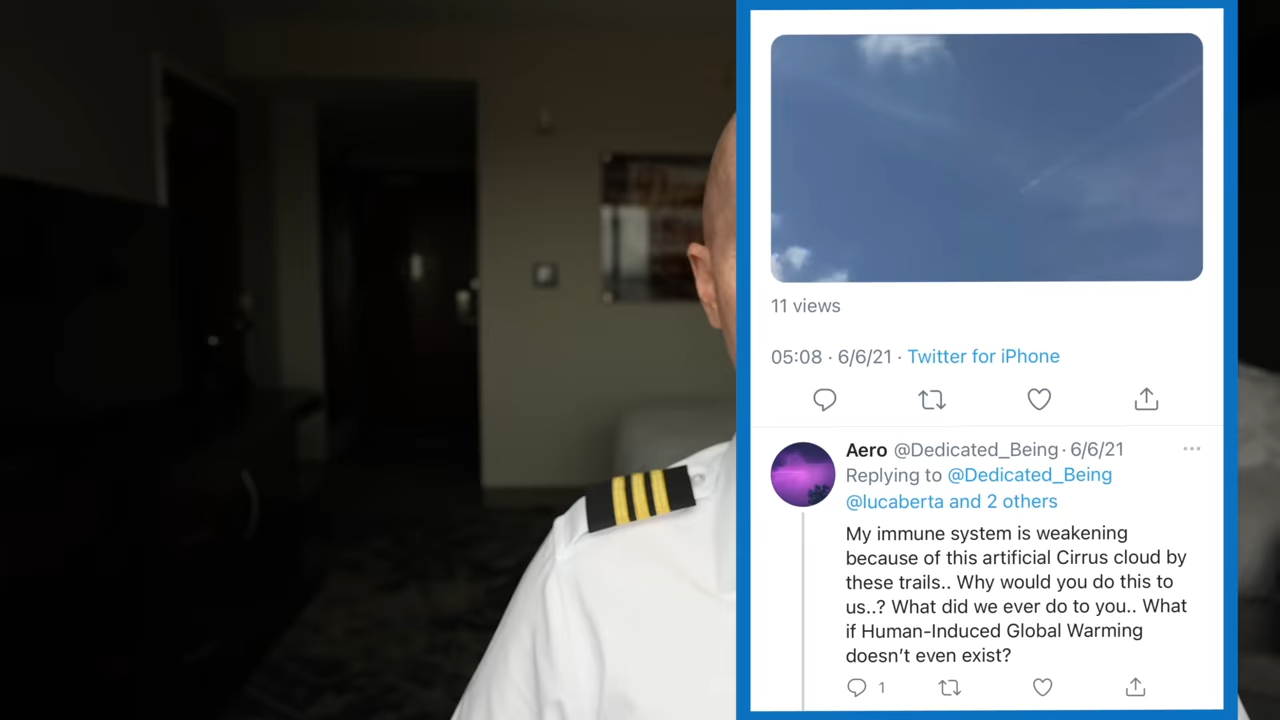 11 views
05:08 · 6/6/21 · Twitter for iPhone
Aero @Dedicated_Being · 6/6/21
Replying to @Dedicated_Being
@lucaberta and 2 others
My immune system is weakening
because of this artificial Cirrus cloud by
these trails.. Why would you do this to
us..? What did we ever do to you.. What
if Human-Induced Global Warming
doesn’t even exist?
1